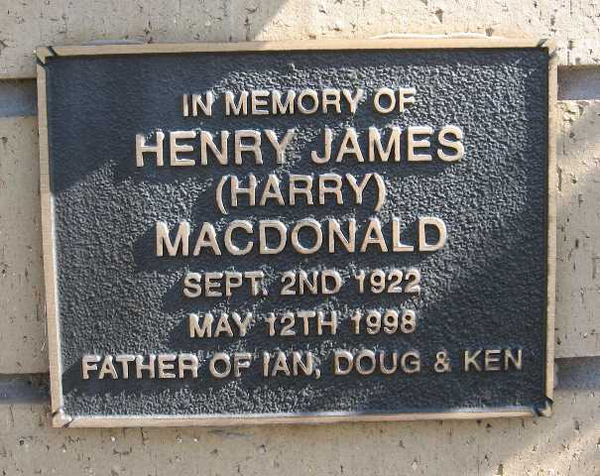 IN MEMORY OF
HENRY JAMES
(HARRY)
MACDONALD
SEPT. 2ND 1922
MAY 12TH 1998
FATHER OF IAN, DOUG & KEN